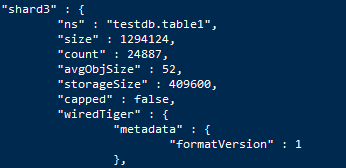 "shard3" : {
"ns" : "testdb.table1",
"size" : 1294124,
"count" : 24887,
"avgObjSize" : 52,
"storageSize" : 409600,
"capped" : false,
"wiredTiger" : {
"metadata" : {
"formatVersion" : 1
},